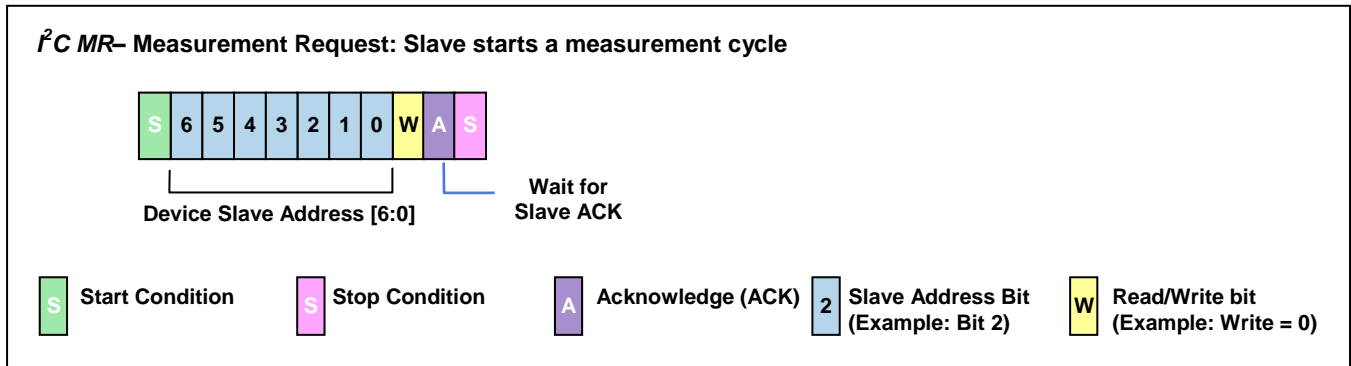 I²C MR– Measurement Request: Slave starts a measurement cycle
S 6 5 4 3 2 1 0 W A S
Wait for
Slave ACK
Device Slave Address [6:0]
S Start Condition
S Stop Condition
A Acknowledge (ACK)
2 Slave Address Bit
(Example: Bit 2)
W Read/Write bit
(Example: Write = 0)